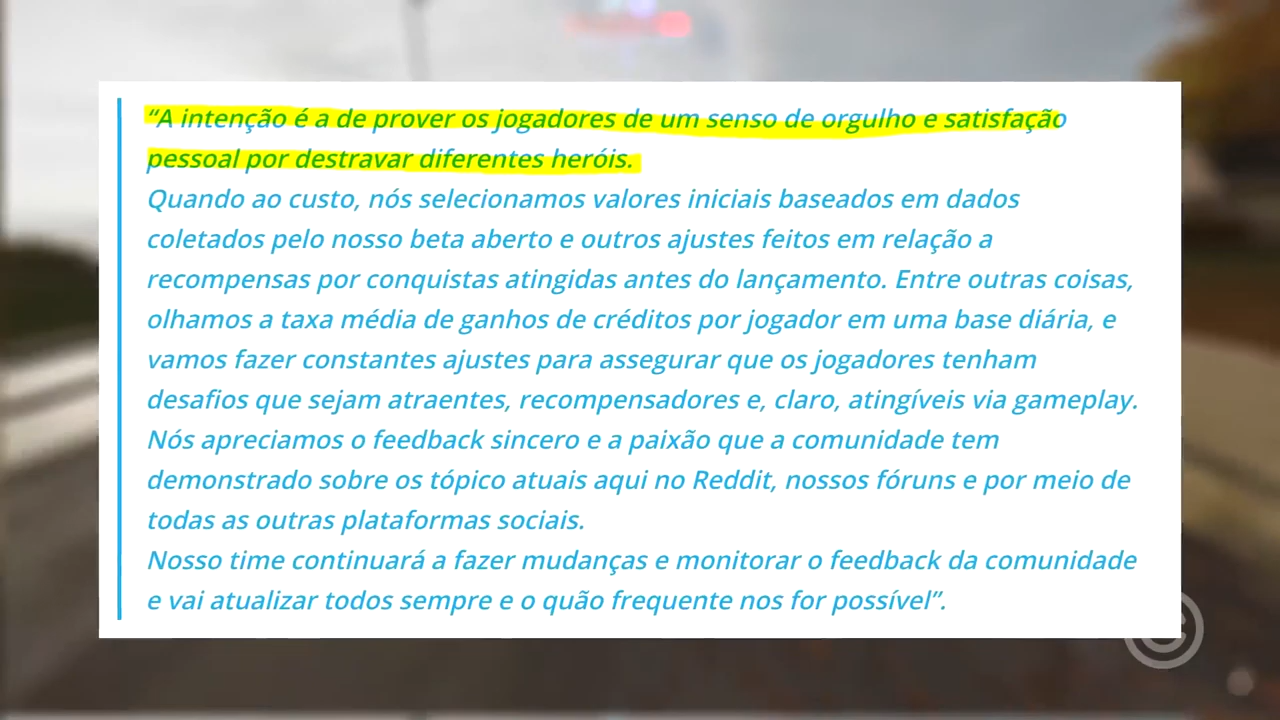 “A intenção é a de prover os jogadores de um senso de orgulho e satisfação
pessoal por destravar diferentes heróis.
Quando ao custo, nós selecionamos valores iniciais baseados em dados
coletados pelo nosso beta aberto e outros ajustes feitos em relação a
recompensas por conquistas atingidas antes do lançamento. Entre outras coisas,
olhamos a taxa média de ganhos de créditos por jogador em uma base diária, e
vamos fazer constantes ajustes para assegurar que os jogadores tenham
desafios que sejam atraentes, recompensadores e, claro, atingíveis via gameplay.
Nós apreciamos o feedback sincero e a paixão que a comunidade tem
demonstrado sobre os tópico atuais aqui no Reddit, nossos fóruns e por meio de
todas as outras plataformas sociais.
Nosso time continuará a fazer mudanças e monitorar o feedback da comunidade
e vai atualizar todos sempre e o quão frequente nos for possível”.